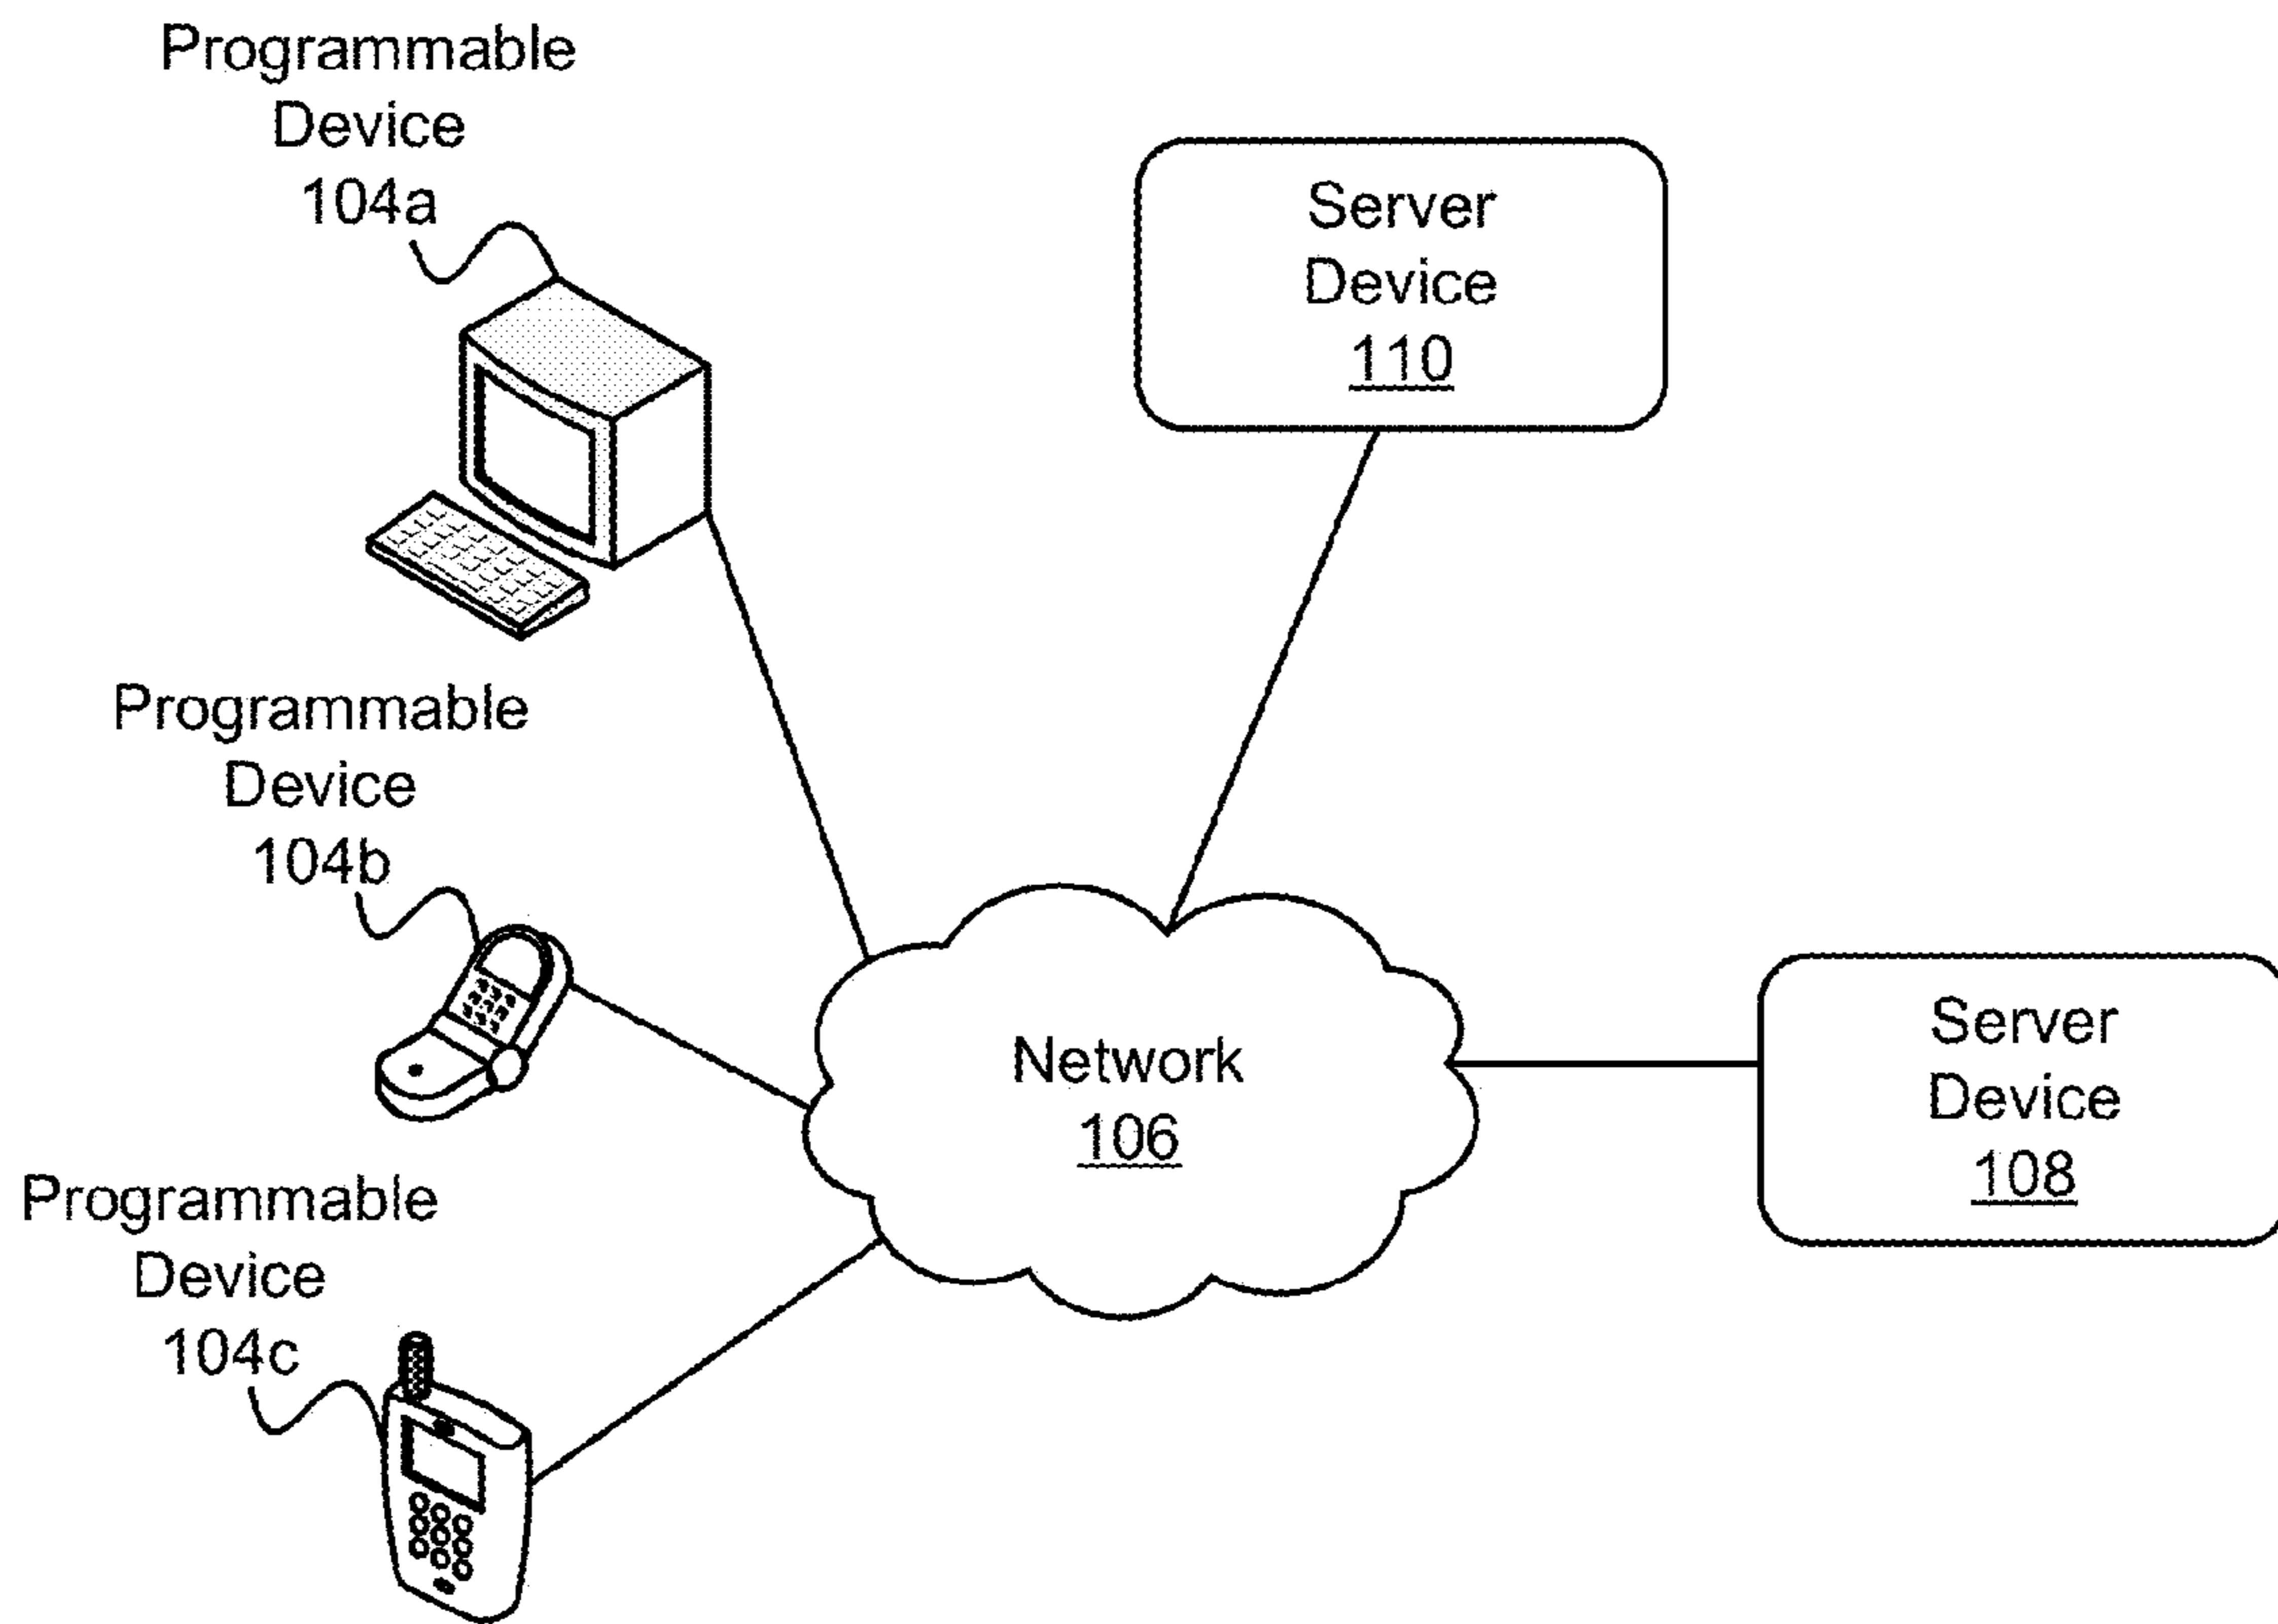 Programmable
Device
104a
Server
Device
110
Programmable
Device
104b
Network
106
Server
Device
108
Programmable
Device
104c